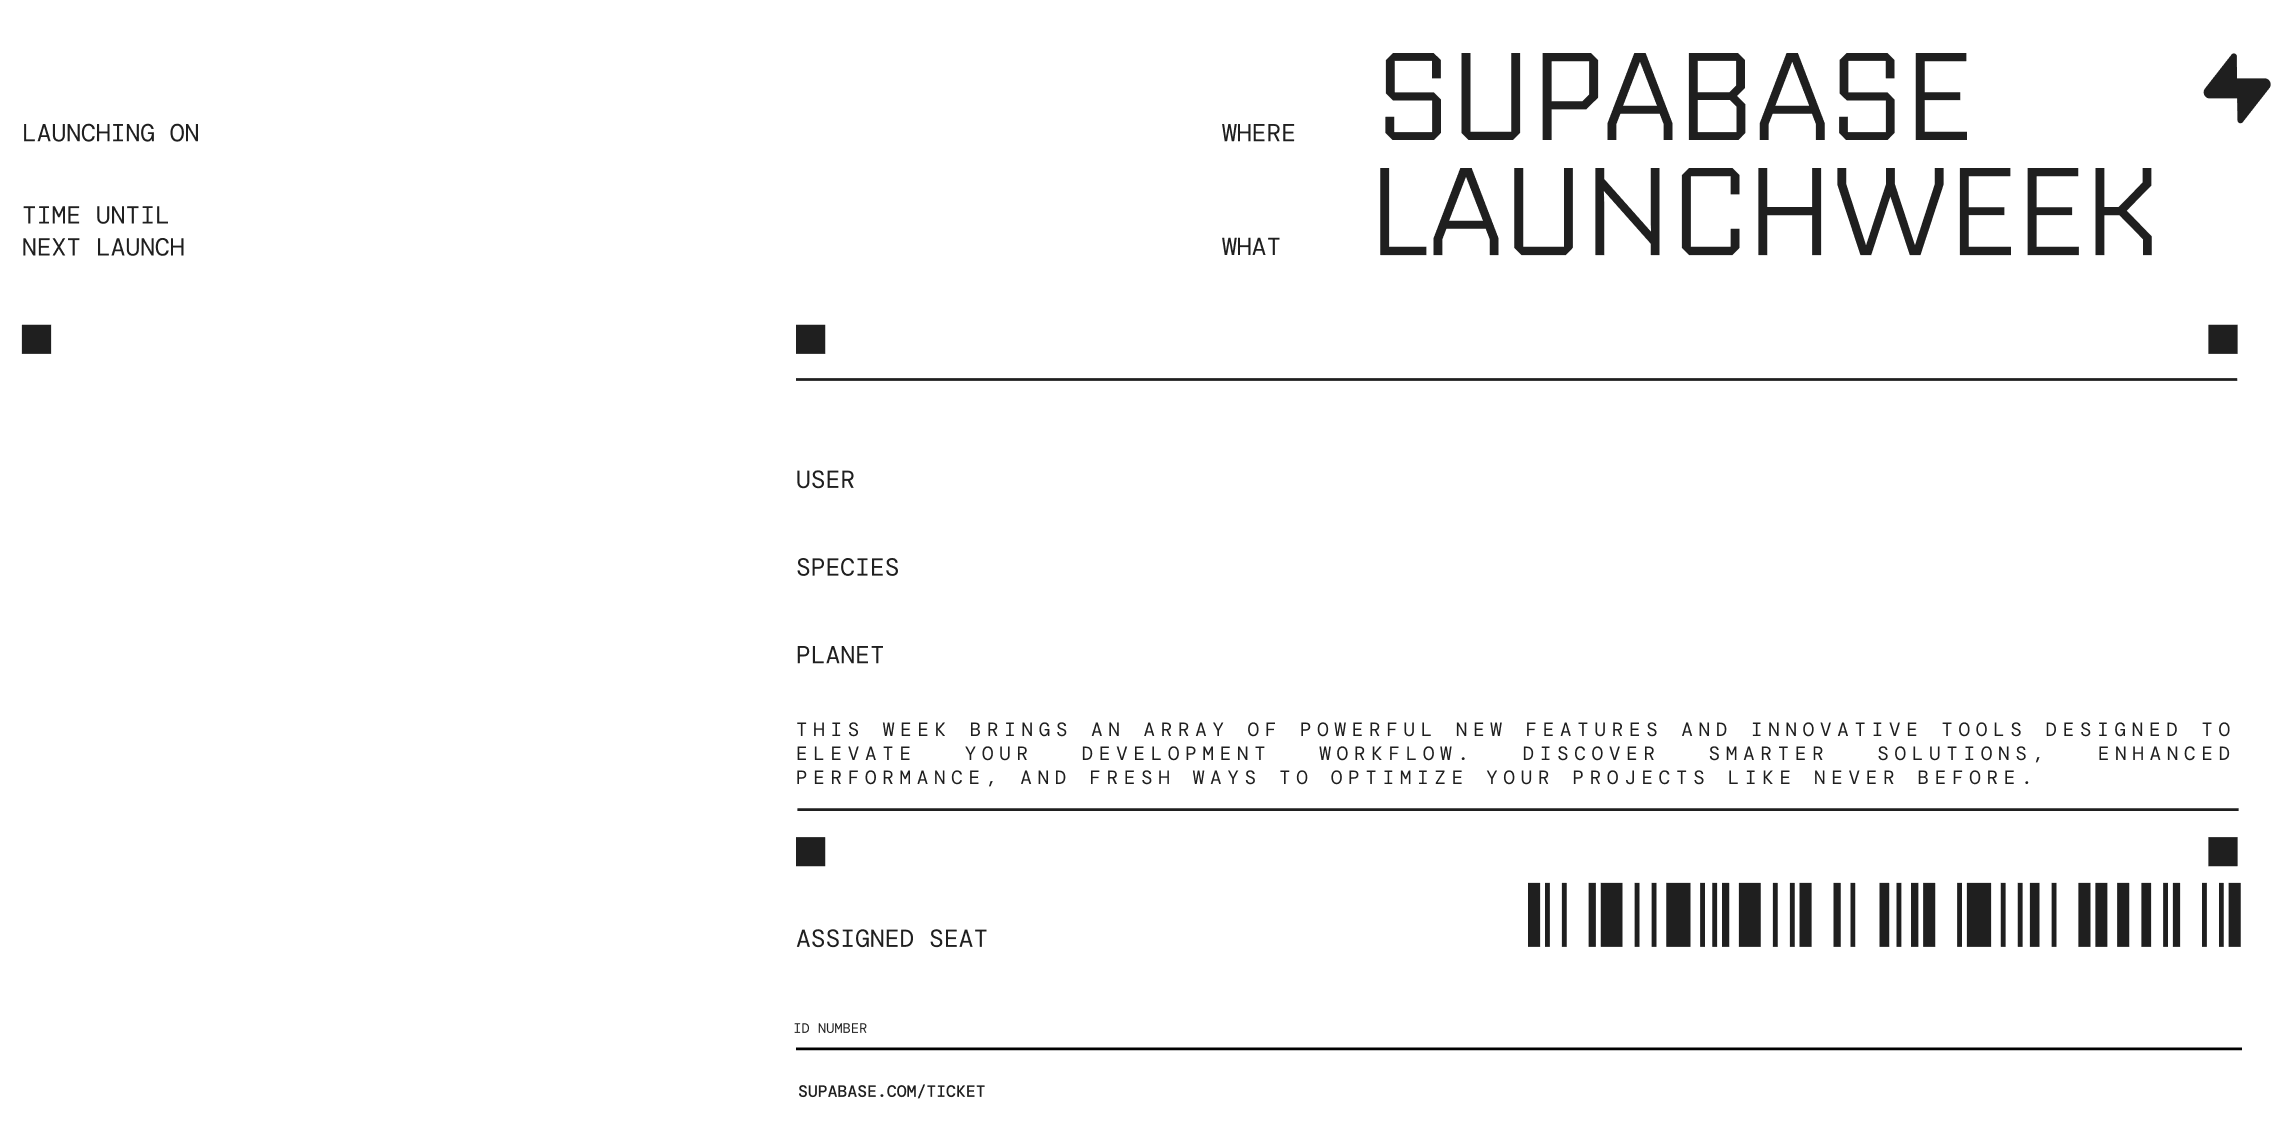 SUPABASE
LAUNCHWEEK
LAUNCHING ON
WHERE
TIME UNTIL
NEXT LAUNCH
WHAT
USER
SPECIES
PLANET
THIS WEEK BRINGS AN ARRAY OF POWERFUL NEW FEATURES AND INNOVATIVE TOOLS DESIGNED TO
ELEVATE YOUR DEVELOPMENT WORKFLOW. DISCOVER SMARTER SOLUTIONS, ENHANCED
PERFORMANCE, AND FRESH WAYS TO OPTIMIZE YOUR PROJECTS LIKE NEVER BEFORE.
ASSIGNED SEAT
ID NUMBER
SUPABASE.COM/TICKET